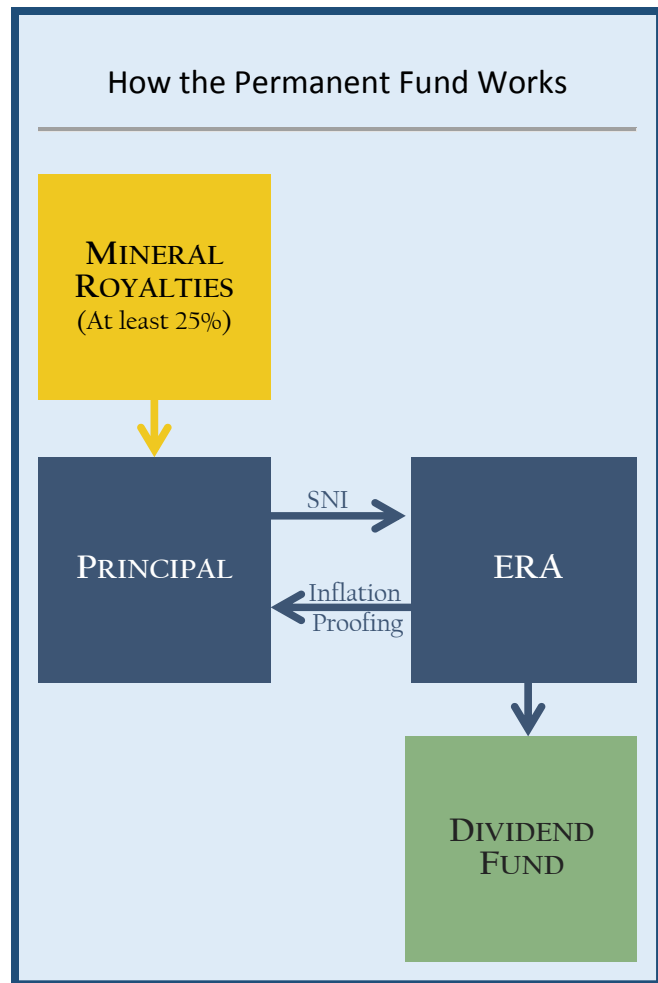 How the Permanent Fund Works
MINERAL
ROYALTIES
(At least 25%)
PRINCIPAL
SNI
Inflation
Proofing
ERA
DIVIDEND
FUND